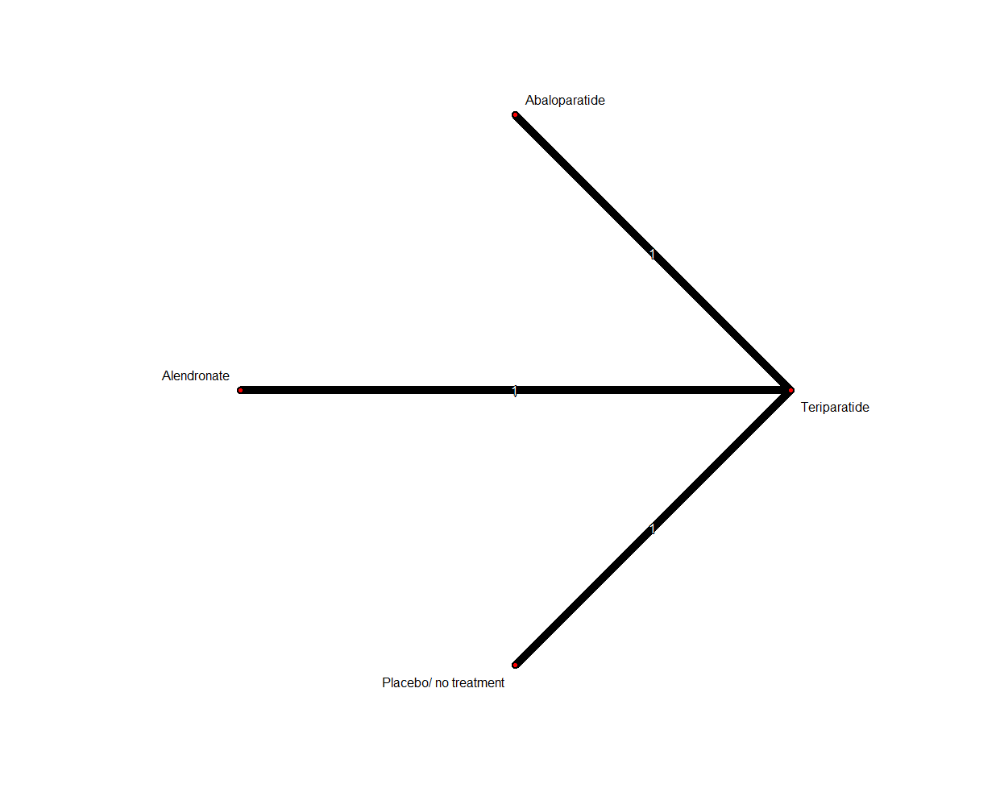 Abaloparatide
1
Alendronate
1
Teriparatide
1
Placebo/ no treatment